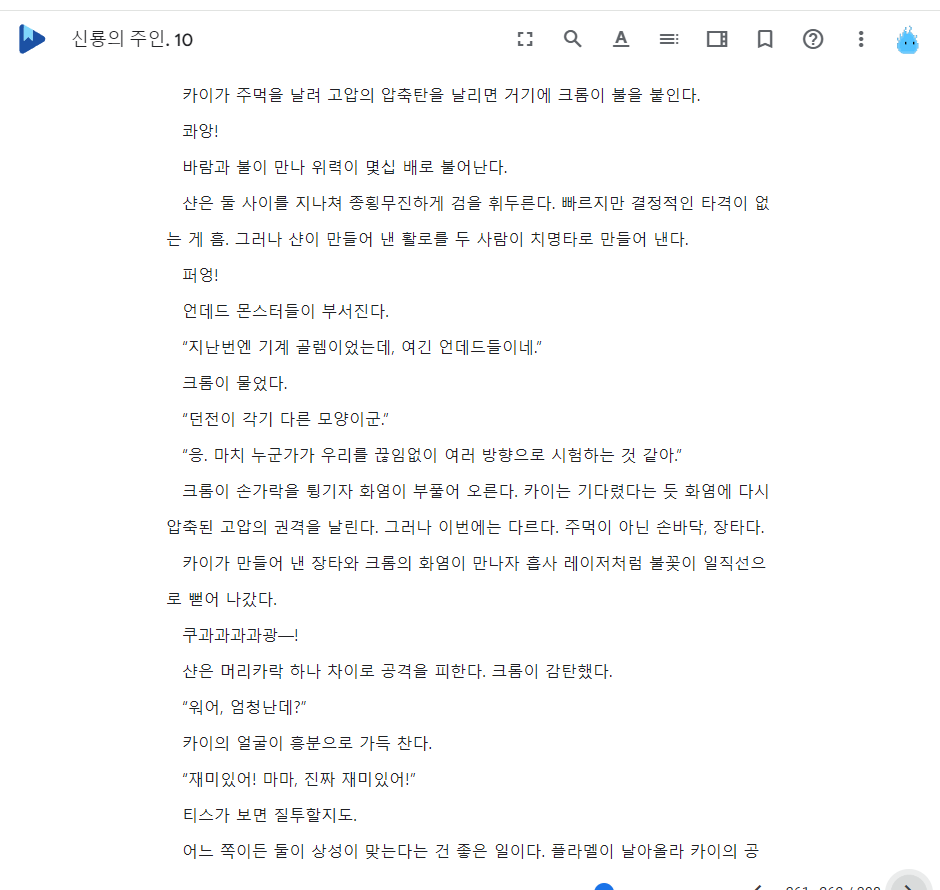 신룡의 주인. 10
카이가 주먹을 날려 고압의 압축탄을 날리면 거기에 크롬이 불을 붙인다.
콰앙!
바람과 불이 만나 위력이 몇십 배로 불어난다.
샨은 둘 사이를 지나쳐 종횡무진하게 검을 휘두른다. 빠르지만 결정적인 타격이 없
는 게 흠. 그러나 샨이 만들어 낸 활로를 두 사람이 치명타로 만들어 낸다.
퍼엉!
언데드 몬스터들이 부서진다.
“지난번엔 기계 골렘이었는데, 여긴 언데드들이네.”
크롬이 물었다.
“던전이 각기 다른 모양이군.”
“응. 마치 누군가가 우리를 끊임없이 여러 방향으로 시험하는 것 같아.”
크롬이 손가락을 튕기자 화염이 부풀어 오른다. 카이는 기다렸다는 듯 화염에 다시
압축된 고압의 권격을 날린다. 그러나 이번에는 다르다. 주먹이 아닌 손바닥, 장타다.
카이가 만들어 낸 장타와 크롬의 화염이 만나자 흡사 레이저처럼 불꽃이 일직선으
로 뻗어 나갔다.
쿠과과과과광―!
샨은 머리카락 하나 차이로 공격을 피한다. 크롬이 감탄했다.
“워어, 엄청난데?”
카이의 얼굴이 흥분으로 가득 찬다.
“재미있어! 마마, 진짜 재미있어!”
티스가 보면 질투할지도.
어느 쪽이든 둘이 상성이 맞는다는 건 좋은 일이다. 플라멜이 날아올라 카이의 공